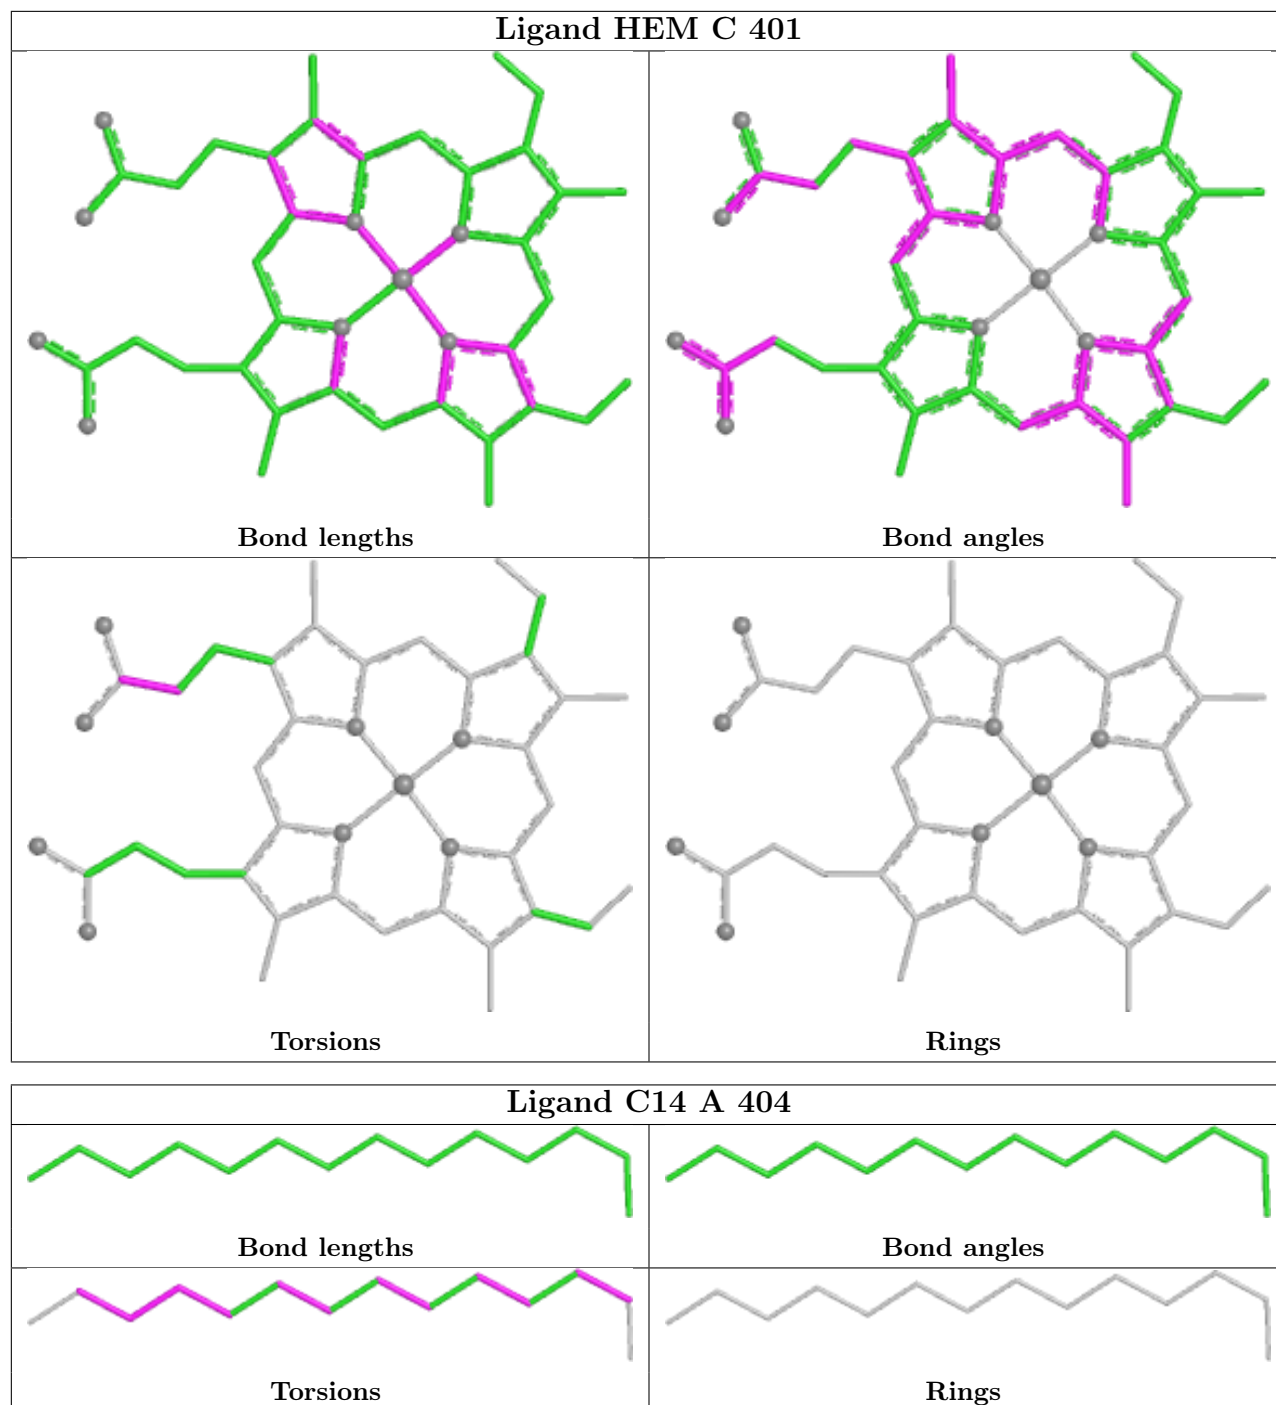 Ligand HEM C 401
Bond lengths
Bond angles
Torsions
Rings
Ligand C14 A 404
Bond lengths
Bond angles
Torsions
Rings